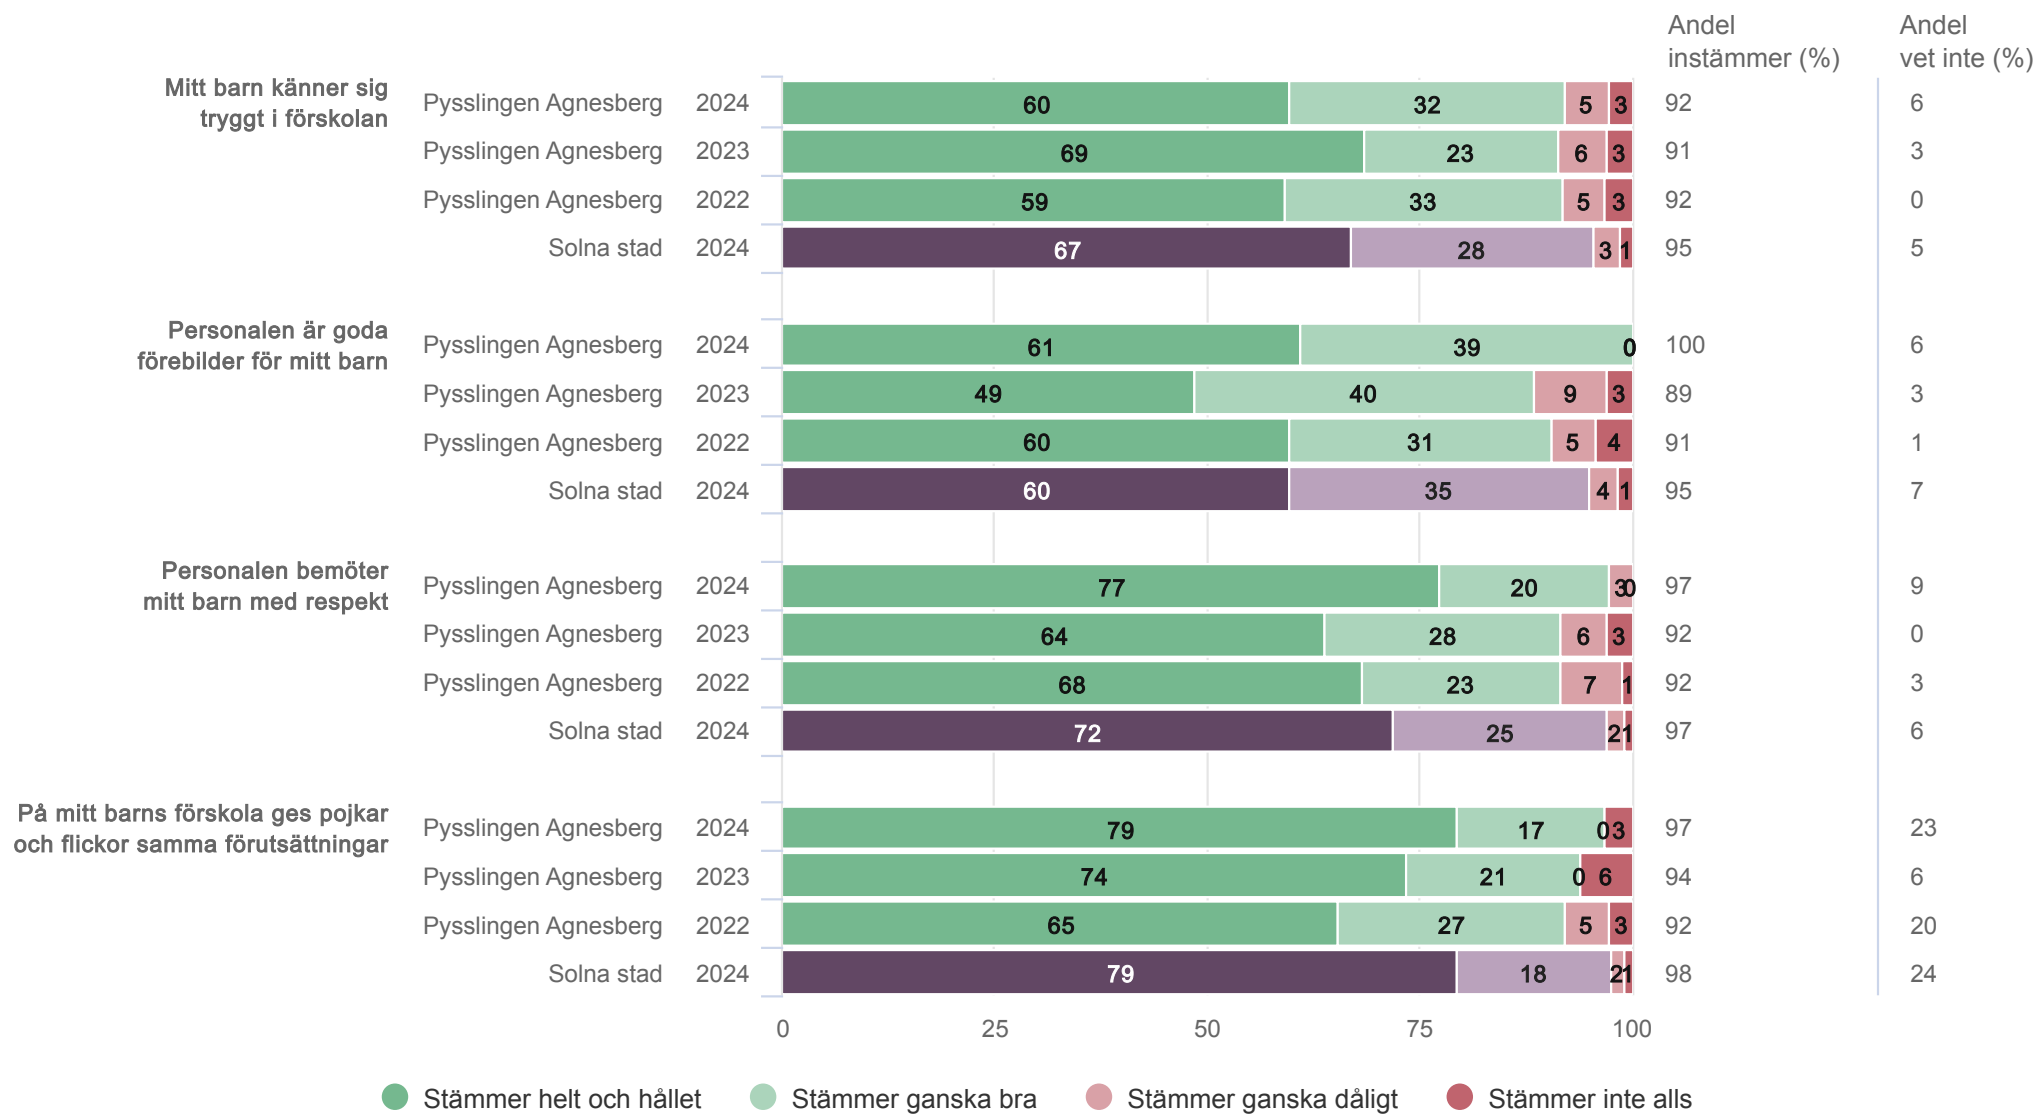 Andel
instämmer (%)
Andel
vet inte (%)
Mitt barn känner sig
tryggt i förskolan
Pysslingen Agnesberg 2024 60 32 5 3 92 6
Pysslingen Agnesberg 2023 69 23 6 3 91 3
Pysslingen Agnesberg 2022 59 33 5 3 92 0
Solna stad 2024 67 28 3 1 95 5
Personalen är goda
förebilder för mitt barn
Pysslingen Agnesberg 2024 61 39 0 100 6
Pysslingen Agnesberg 2023 49 40 9 3 89 3
Pysslingen Agnesberg 2022 60 31 5 4 91 1
Solna stad 2024 60 35 4 1 95 7
Personalen bemöter
mitt barn med respekt
Pysslingen Agnesberg 2024 77 20 3 0 97 9
Pysslingen Agnesberg 2023 64 28 6 3 92 0
Pysslingen Agnesberg 2022 68 23 7 1 92 3
Solna stad 2024 72 25 2 1 97 6
På mitt barns förskola ges pojkar
och flickor samma förutsättningar
Pysslingen Agnesberg 2024 79 17 0 3 97 23
Pysslingen Agnesberg 2023 74 21 0 6 94 6
Pysslingen Agnesberg 2022 65 27 5 3 92 20
Solna stad 2024 79 18 2 1 98 24
0 25 50 75 100
Stämmer helt och hållet Stämmer ganska bra Stämmer ganska dåligt Stämmer inte alls